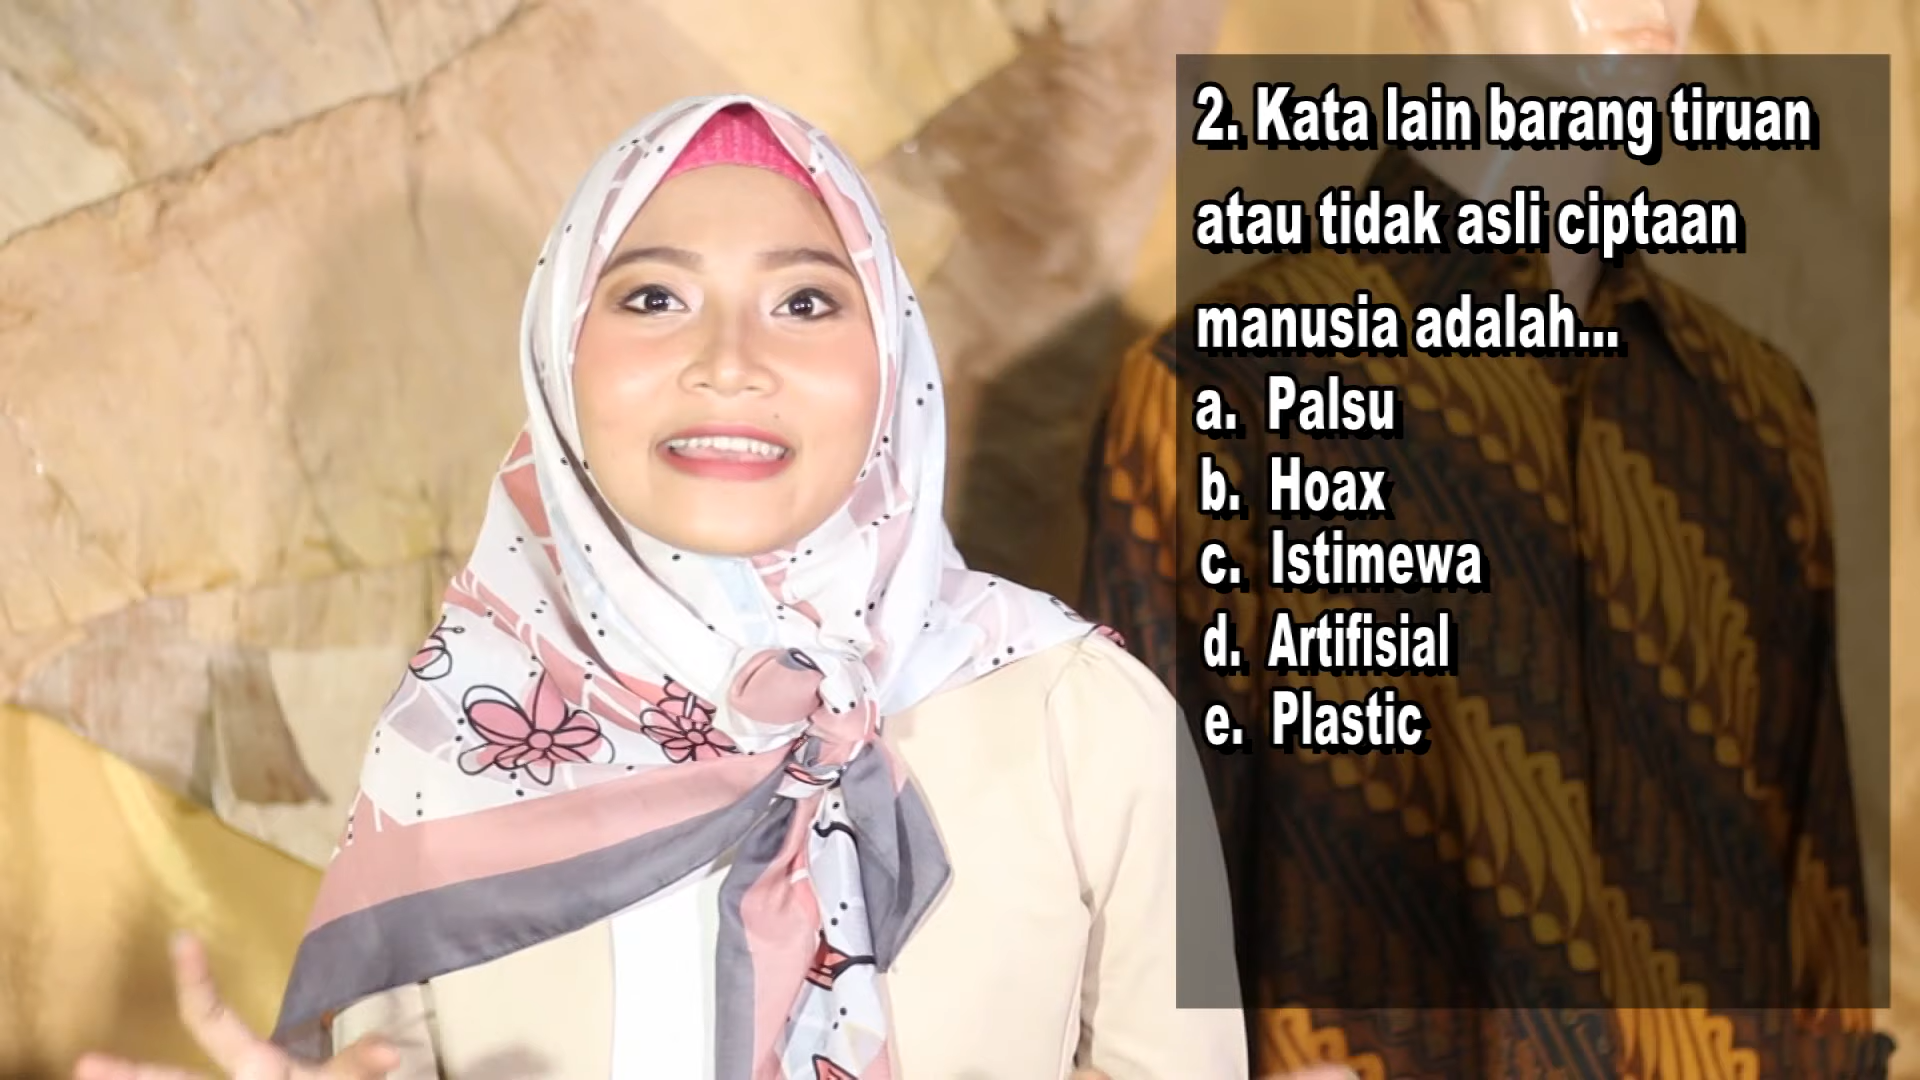 2. Kata lain barang tiruan
atau tidak asli ciptaan
manusia adalah...
a. Palsu
b. Hoax
c. Istimewa
d. Artifisial
e. Plastic